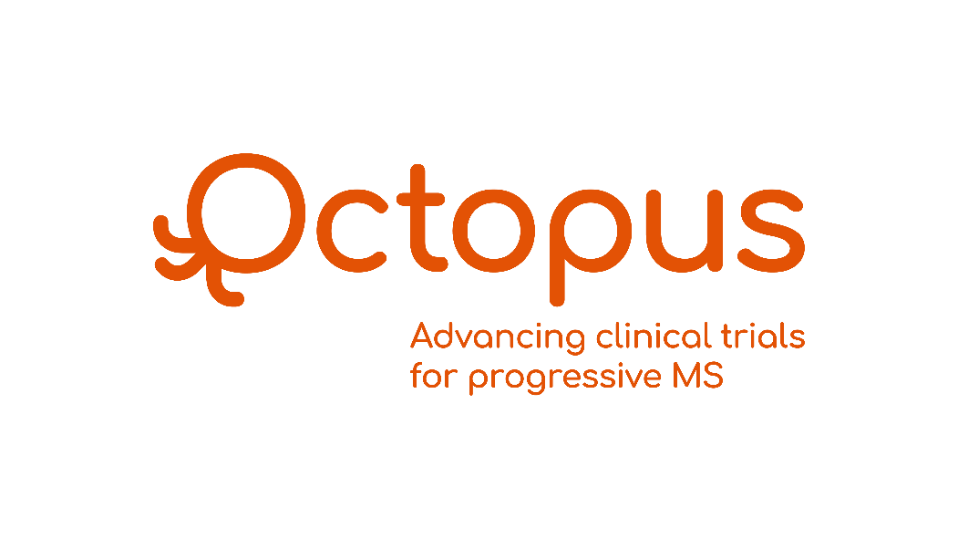 Octopus
Advancing clinical trials
for progressive MS